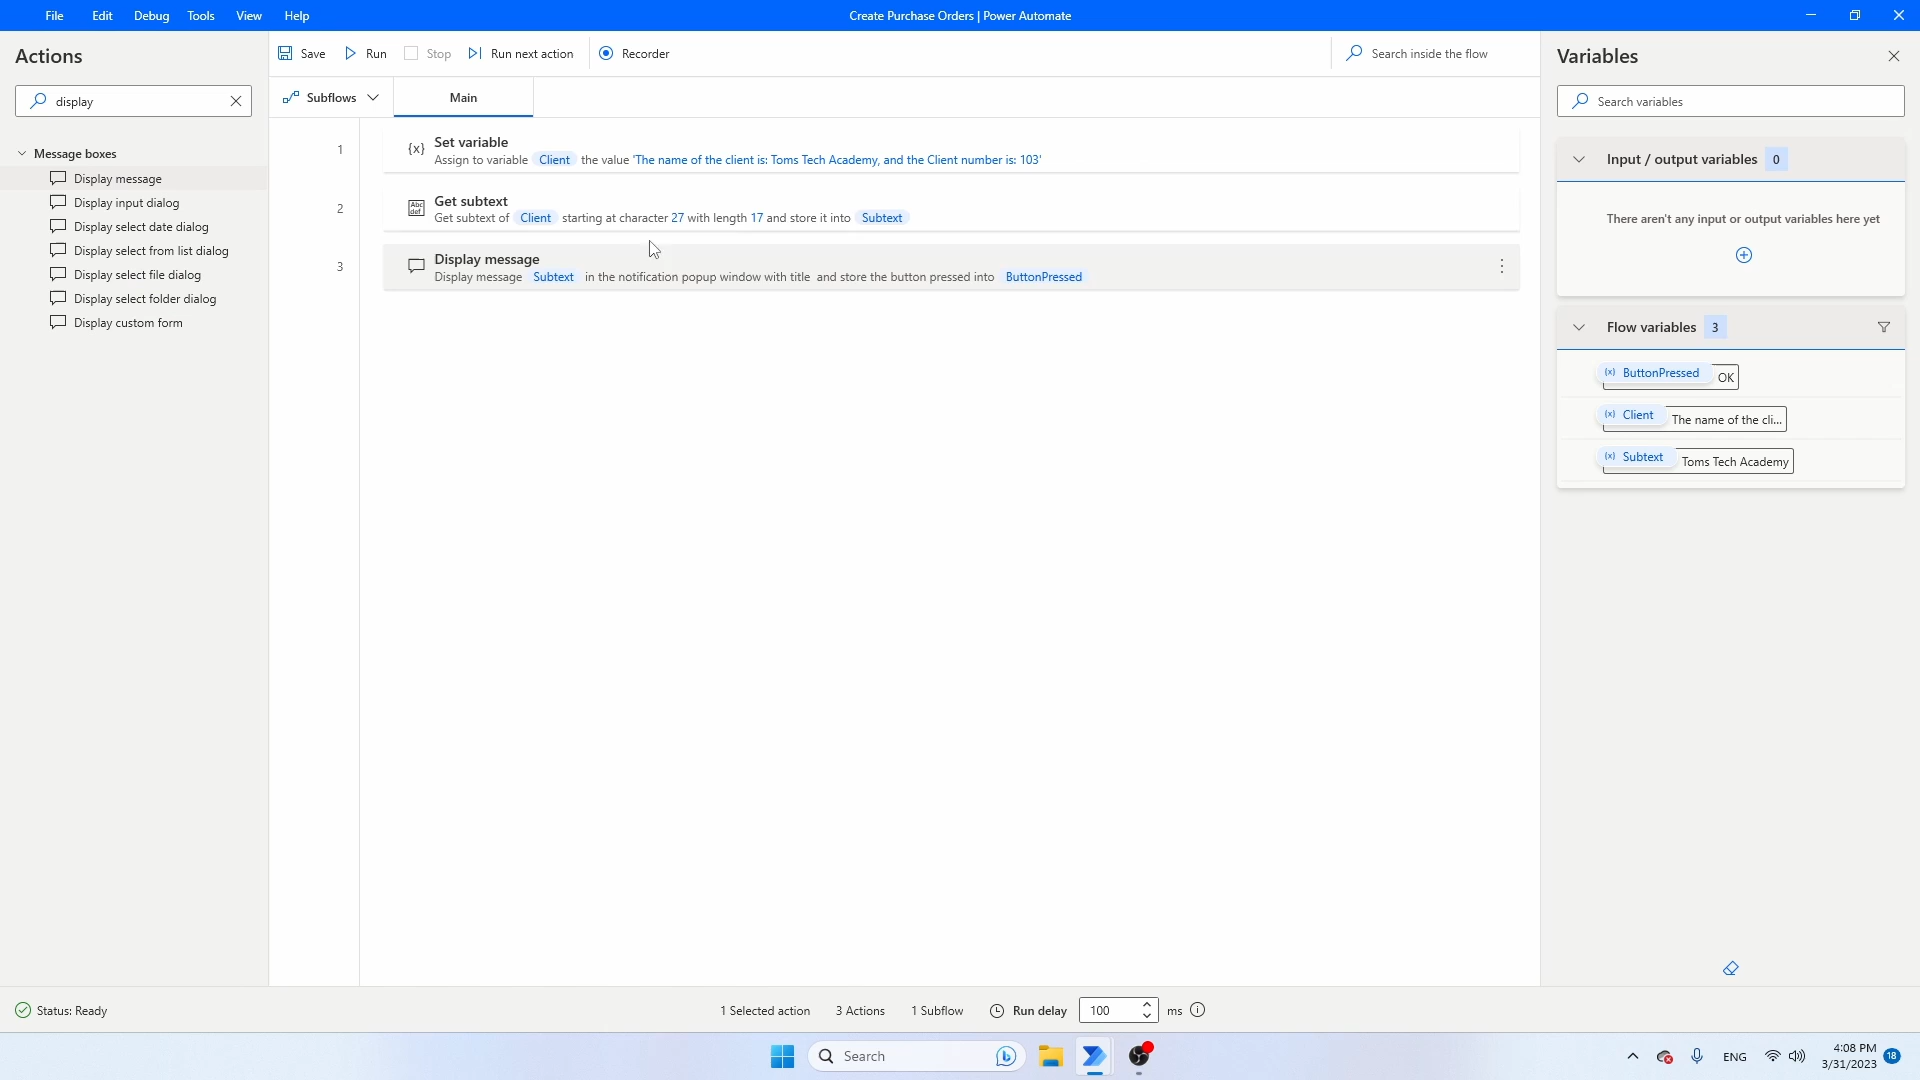 File Edit Debug Tools View Help
Create Purchase Orders | Power Automate
Actions
display
Message boxes
Display message
Display input dialog
Display select date dialog
Display select from list dialog
Display select file dialog
Display select folder dialog
Display custom form
Save Run Stop Run next action Recorder
Search inside the flow
Subflows Main
1
{x} Set variable
Assign to variable Client the value 'The name of the client is: Toms Tech Academy, and the Client number is: 103'
2
Abc def Get subtext
Get subtext of Client starting at character 27 with length 17 and store it into Subtext
3
Display message
Display message Subtext in the notification popup window with title and store the button pressed into ButtonPressed
Variables
Search variables
Input / output variables 0
There aren't any input or output variables here yet
Flow variables 3
(x) ButtonPressed OK
(x) Client The name of the cli...
(x) Subtext Toms Tech Academy
Status: Ready
1 Selected action 3 Actions 1 Subflow Run delay 100 ms
Search
ENG
4:08 PM
3/31/2023
18